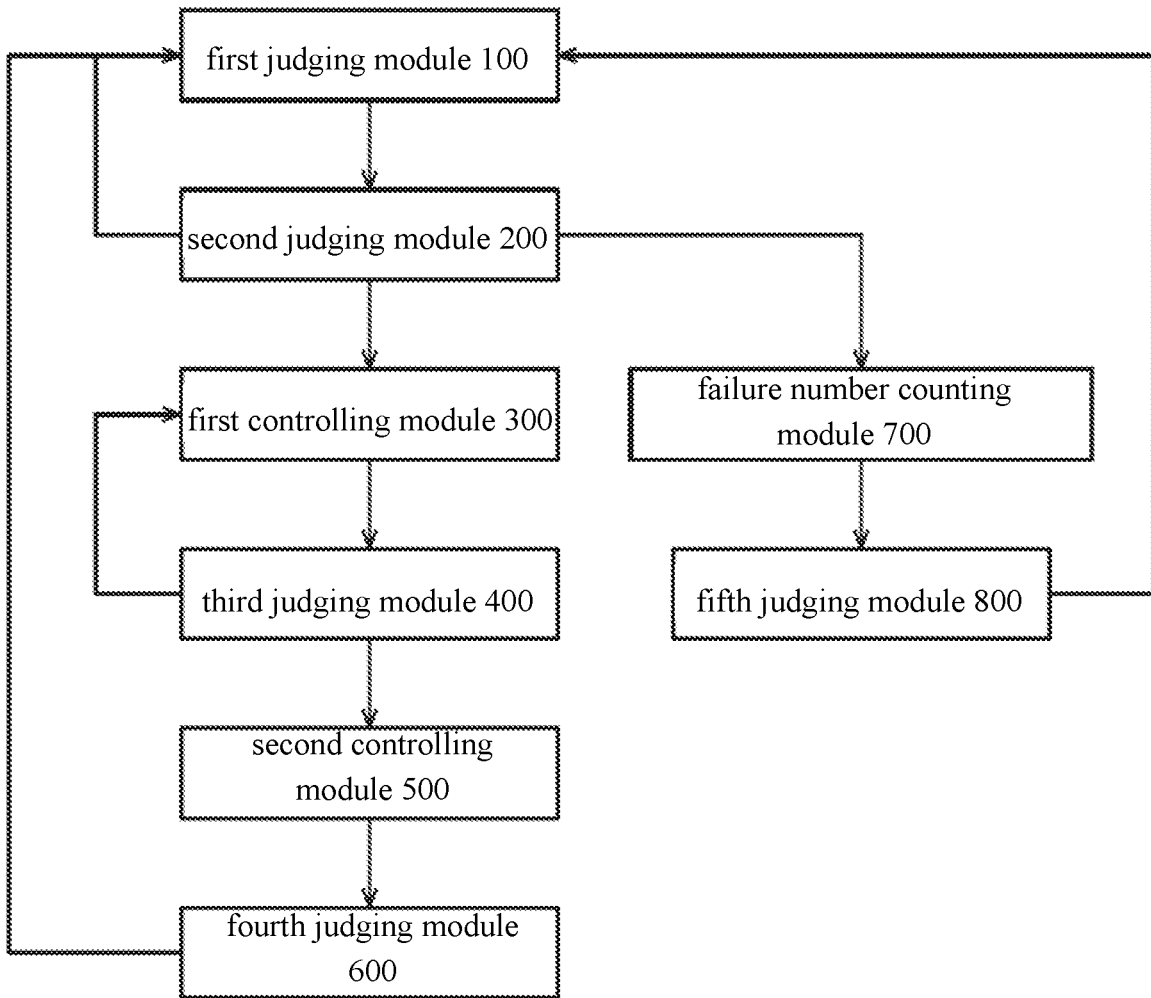 first judging module 100
second judging module 200
first controlling module 300
failure number counting
module 700
third judging module 400
fifth judging module 800
second controlling
module 500
fourth judging module
600